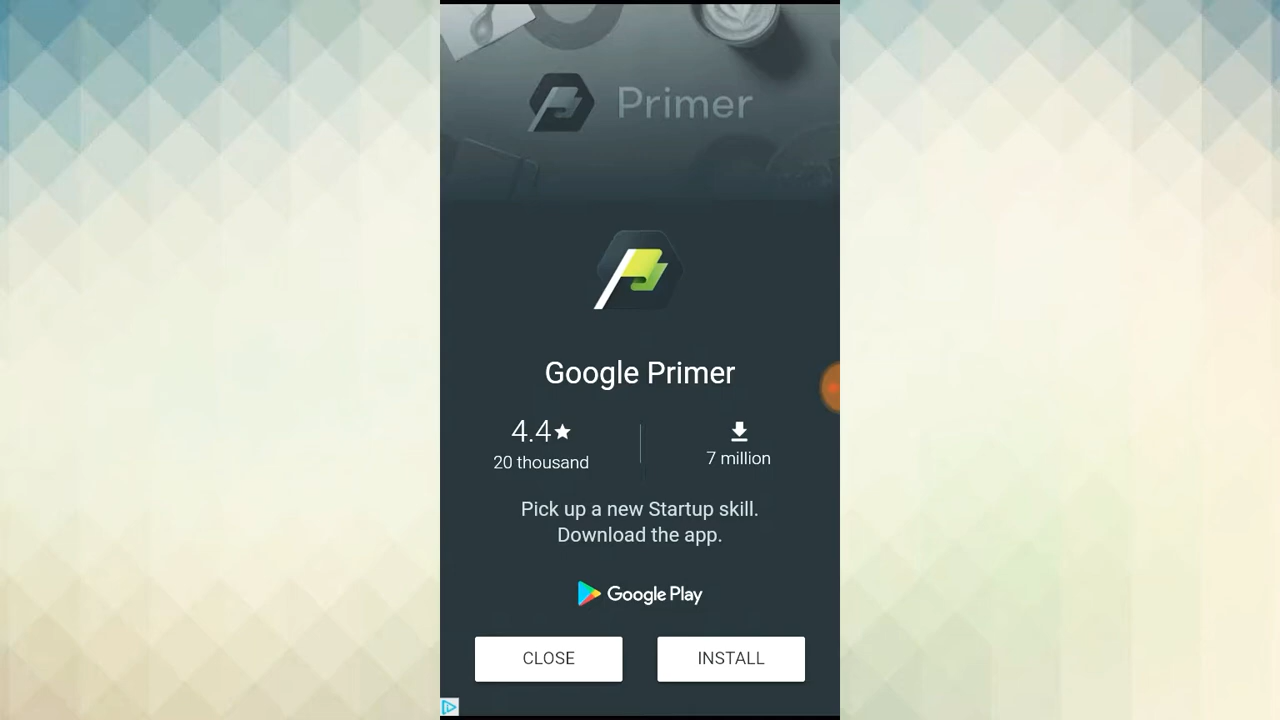 Primer
Google Primer
4.4★
20 thousand
7 million
Pick up a new Startup skill.
Download the app.
Google Play
CLOSE
INSTALL